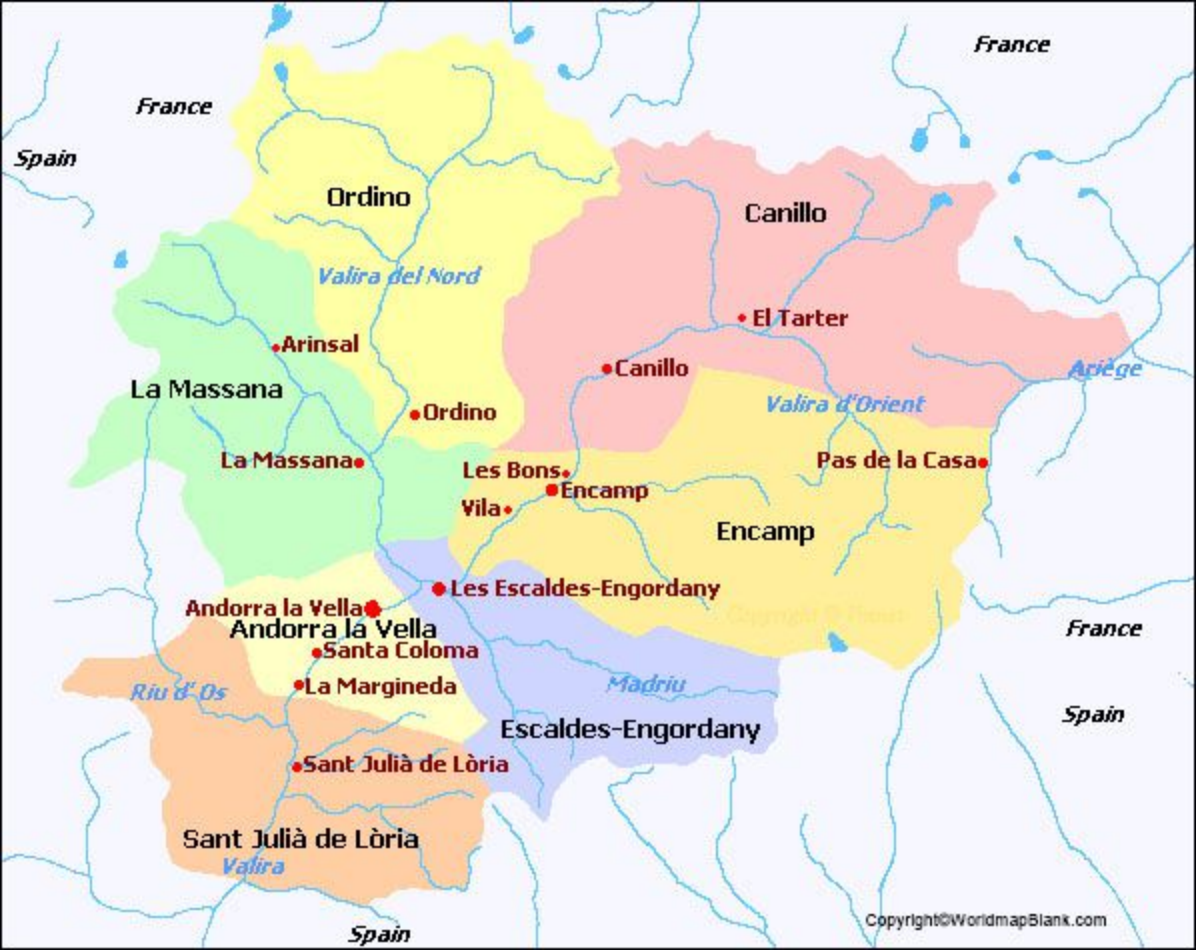 France
France
Spain
Ordino
Canillo
Valira del Nord
El Tarter
Arinsal
Ariège
Canillo
La Massana
Valira d'Orient
Ordino
La Massana
Les Bons
Pas de la Casa
Encamp
Vila
Encamp
Les Escaldes-Engordany
Andorra la Vella
Andorra la Vella
France
Santa Coloma
La Margineda
Riu d' Os
Madriu
Spain
Escaldes-Engordany
Sant Julià de Lòria
Sant Julià de Lòria
Valira
Copyright©WorldmapBlank.com
Spain